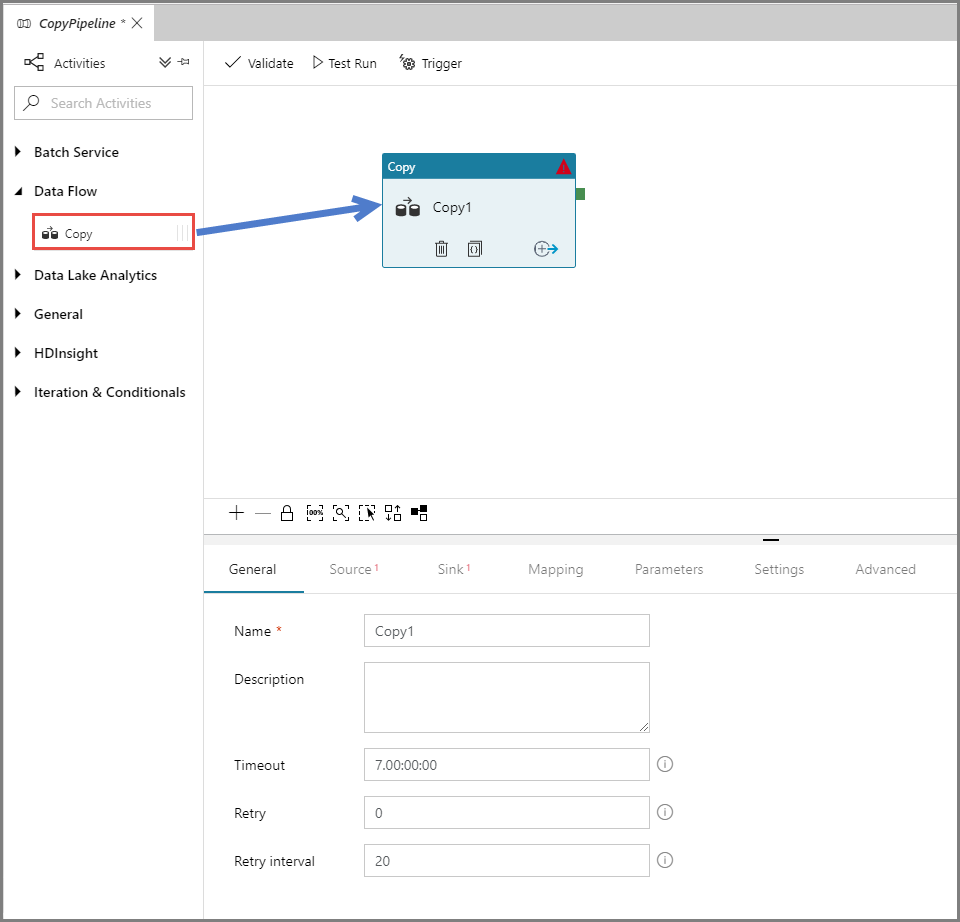 CopyPipeline *
Activities
Search Activities
Batch Service
Data Flow
Copy
Data Lake Analytics
General
HDInsight
Iteration & Conditionals
Validate Test Run Trigger
Copy
Copy1
100%
General Source 1 Sink 1 Mapping Parameters Settings Advanced
Name * Copy1
Description
Timeout 7.00:00:00
Retry 0
Retry interval 20